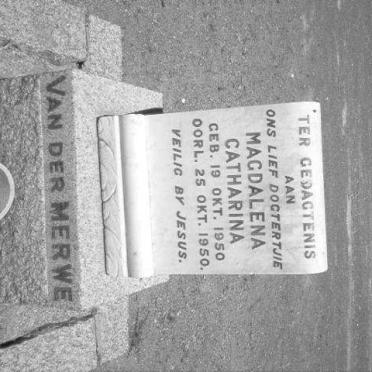 TER GEDAGTENIS
AAN
ONS LIEF DOGTERTJIE
MAGDALENA
CATHARINA
GEB. 19 OKT. 1950
OORL. 25 OKT. 1950.
VEILIG BY JESUS.
VAN DER MERWE